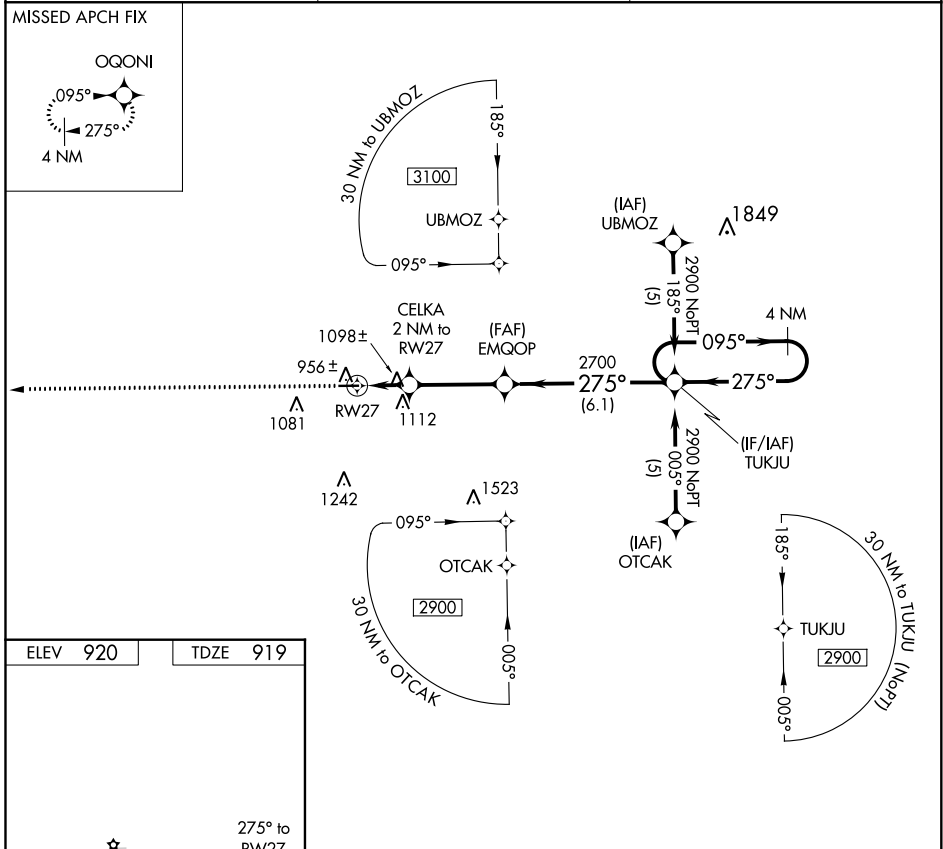 MISSED APCH FIX
OQONI
095°
275°
4 NM
30 NM to UBMOZ
185°
3100
UBMOZ
095°
(IAF)
UBMOZ
1849
2900 NoPT
185°
(5)
4 NM
095°
275°
CELKA
2 NM to
RW27
1098±
956±
(FAF)
EMQOP
2700
275°
(6.1)
RW27
1112
1081
(IF/IAF)
TUKJU
2900 NoPT
005°
(5)
(IAF)
OTCAK
1242
1523
095°
OTCAK
2900
30 NM to OTCAK
005°
185°
30 NM to TUKJU (NoPT)
TUKJU
2900
005°
ELEV 920
TDZE 919
275° to
RW27